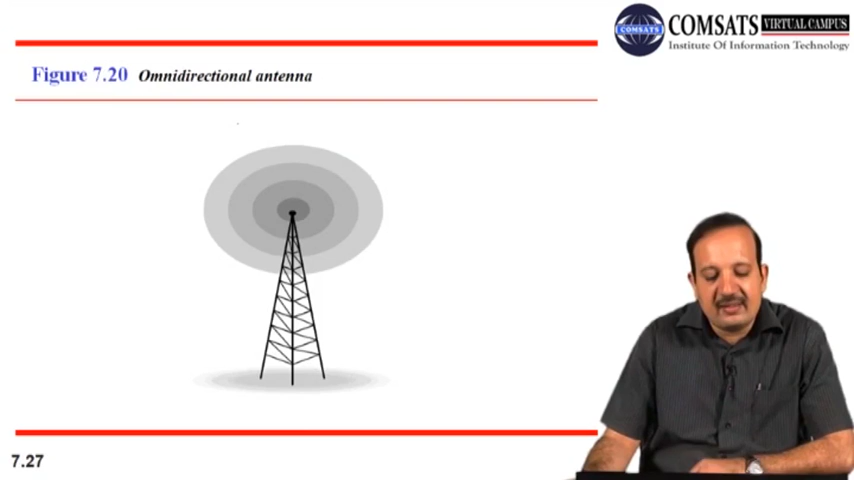 COMSATS VIRTUAL CAMPUS
COMSATS
Institute Of Information Technology
Figure 7.20 Omnidirectional antenna
7.27